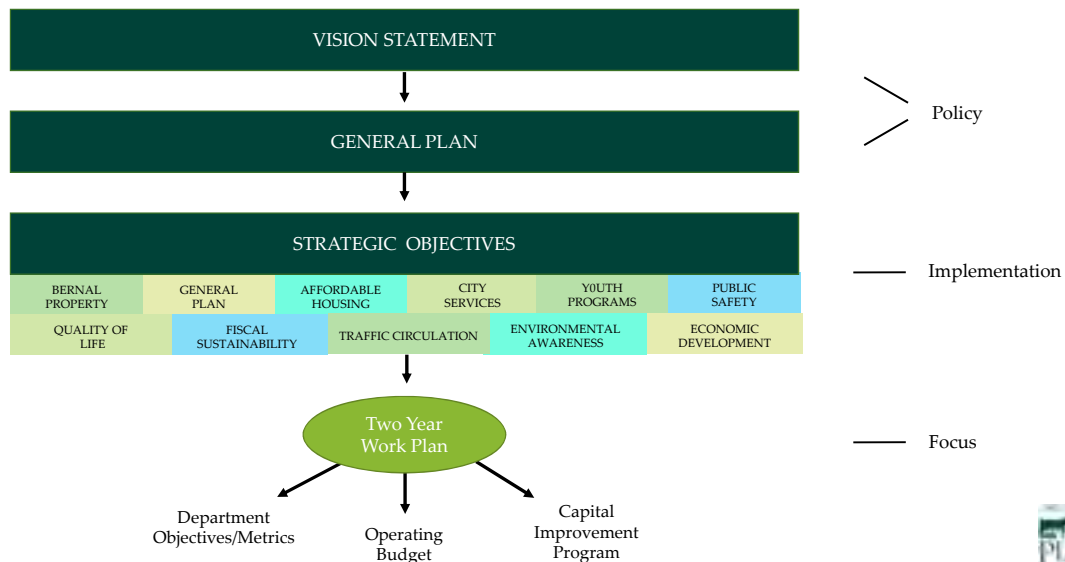 VISION STATEMENT
Policy
GENERAL PLAN
STRATEGIC OBJECTIVES
Implementation
BERNAL
PROPERTY
GENERAL
PLAN
AFFORDABLE
HOUSING
CITY
SERVICES
Y0UTH
PROGRAMS
PUBLIC
SAFETY
QUALITY OF
LIFE
FISCAL
SUSTAINABILITY
TRAFFIC CIRCULATION
ENVIRONMENTAL
AWARENESS
ECONOMIC
DEVELOPMENT
Two Year
Work Plan
Focus
Department
Objectives/Metrics
Operating
Budget
Capital
Improvement
Program